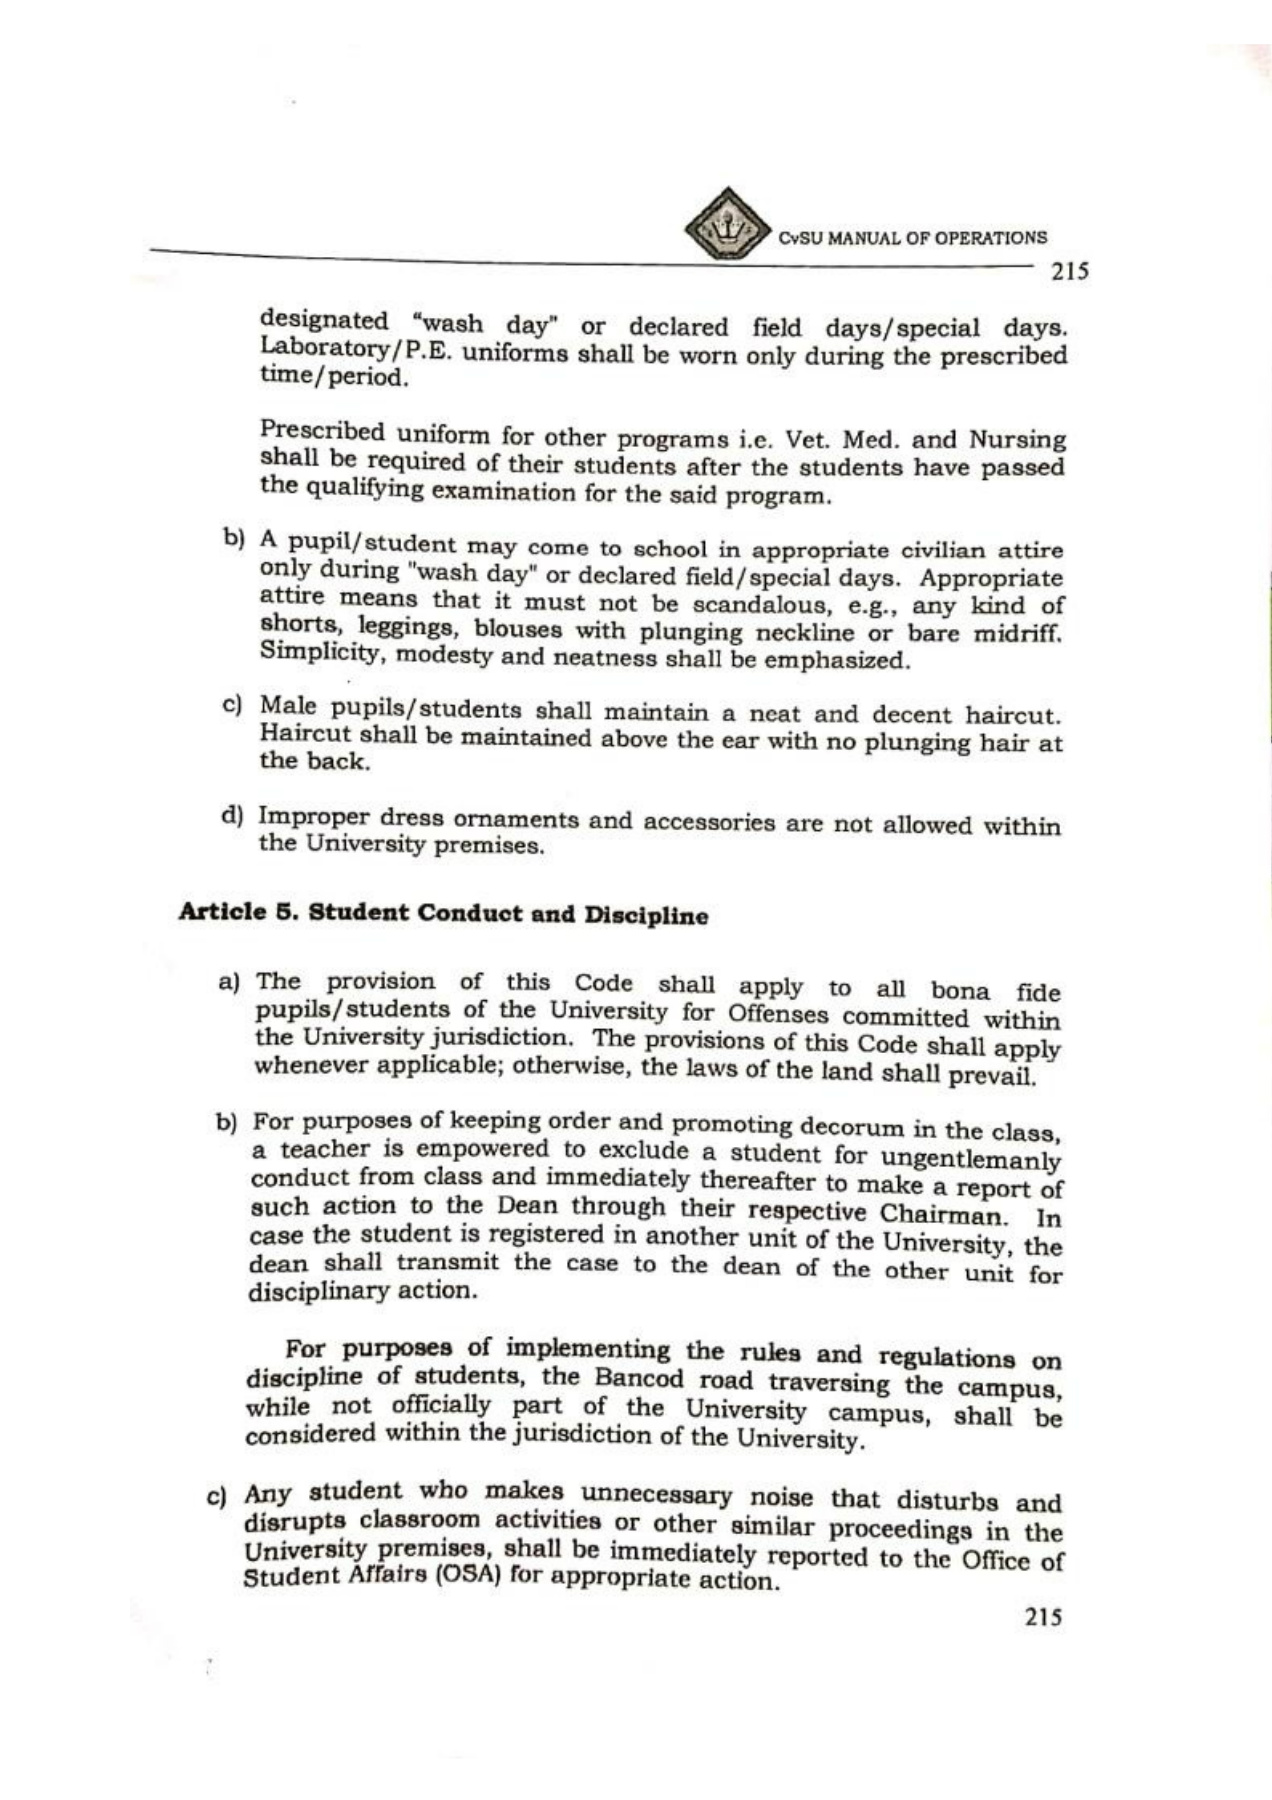 CvSU MANUAL OF OPERATIONS
215
designated “wash day" or declared field days/special days.
Laboratory/P.E. uniforms shall be worn only during the prescribed
time/period.
Prescribed uniform for other programs i.e. Vet. Med. and Nursing
shall be required of their students after the students have passed
the qualifying examination for the said program.
b) A pupil/student may come to school in appropriate civilian attire
only during "wash day" or declared field/special days. Appropriate
attire means that it must not be scandalous, e.g., any kind of
shorts, leggings, blouses with plunging neckline or bare midriff.
Simplicity, modesty and neatness shall be emphasized.
c) Male pupils/students shall maintain a neat and decent haircut.
Haircut shall be maintained above the ear with no plunging hair at
the back.
d) Improper dress ornaments and accessories are not allowed within
the University premises.
Article 5. Student Conduct and Discipline
a) The provision of this Code shall apply to all bona fide
pupils/students of the University for Offenses committed within
the University jurisdiction. The provisions of this Code shall apply
whenever applicable; otherwise, the laws of the land shall prevail.
b) For purposes of keeping order and promoting decorum in the class,
a teacher is empowered to exclude a student for ungentlemanly
conduct from class and immediately thereafter to make a report of
such action to the Dean through their respective Chairman. In
case the student is registered in another unit of the University, the
dean shall transmit the case to the dean of the other unit for
disciplinary action.
For purposes of implementing the rules and regulations on
discipline of students, the Bancod road traversing the campus,
while not officially part of the University campus, shall be
considered within the jurisdiction of the University.
c) Any student who makes unnecessary noise that disturbs and
disrupts classroom activities or other similar proceedings in the
University premises, shall be immediately reported to the Office of
Student Affairs (OSA) for appropriate action.
215